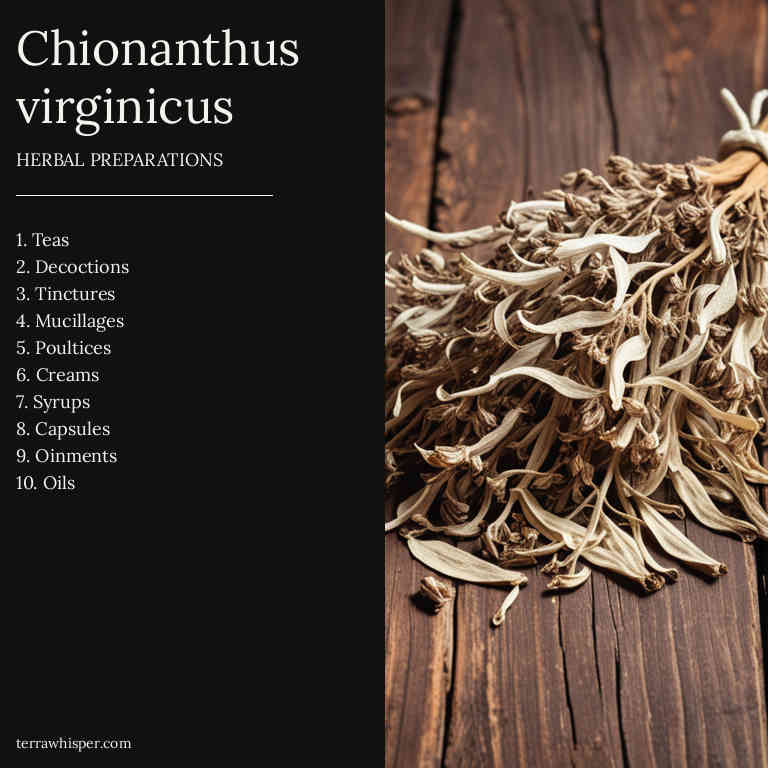 Chionanthus
virginicus
HERBAL PREPARATIONS
1. Teas
2. Decoctions
3. Tinctures
4. Mucillages
5. Poultices
6. Creams
7. Syrups
8. Capsules
9. Oinments
10. Oils
terrawhisper.com